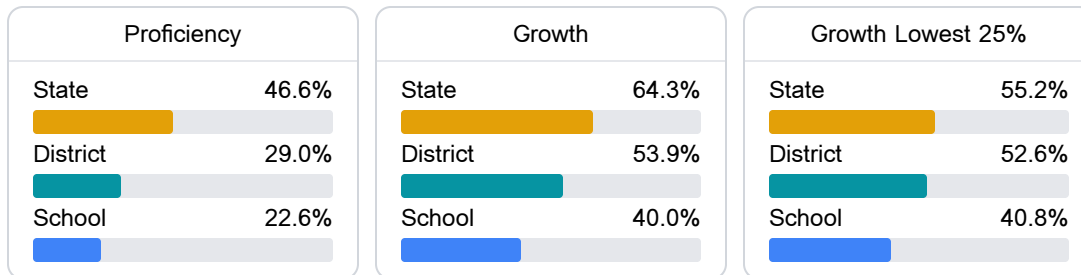 Proficiency
State 46.6%
District 29.0%
School 22.6%
Growth
State 64.3%
District 53.9%
School 40.0%
Growth Lowest 25%
State 55.2%
District 52.6%
School 40.8%